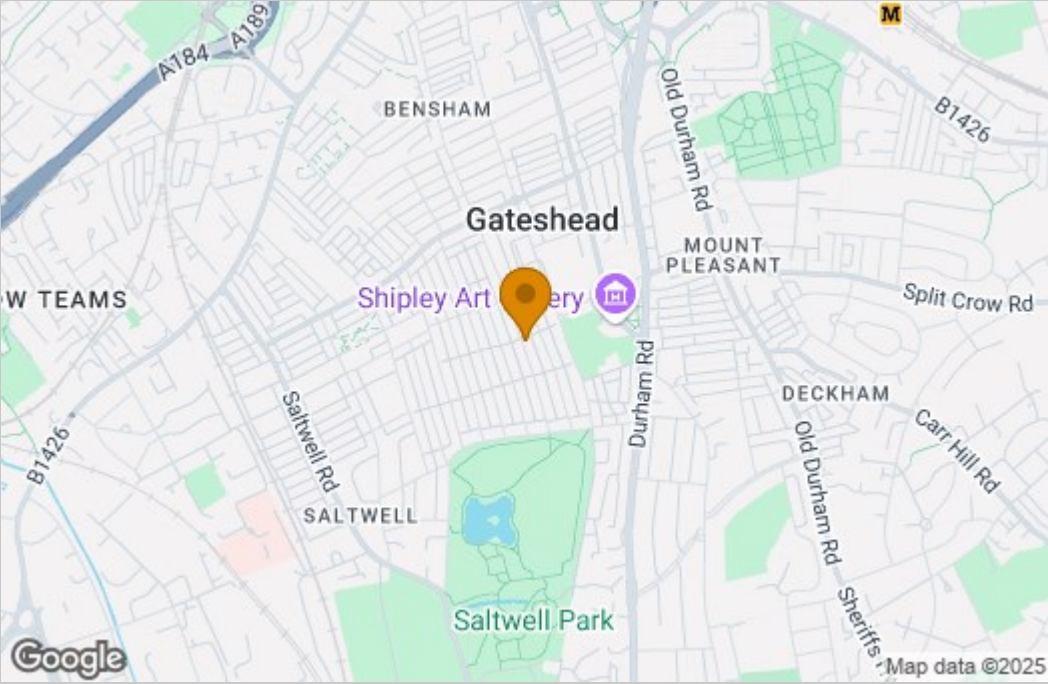 A184
A189
M
BENSHAM
Old Durham Rd
B1426
Gateshead
MOUNT
PLEASANT
OW TEAMS
Shipley Art ery
Split Crow Rd
Durham Rd
DECKHAM
Saltwell Rd
Carr Hill Rd
B1426
Old Durham Rd
SALTWELL
Sheriffs
Saltwell Park
Google
Map data ©2025